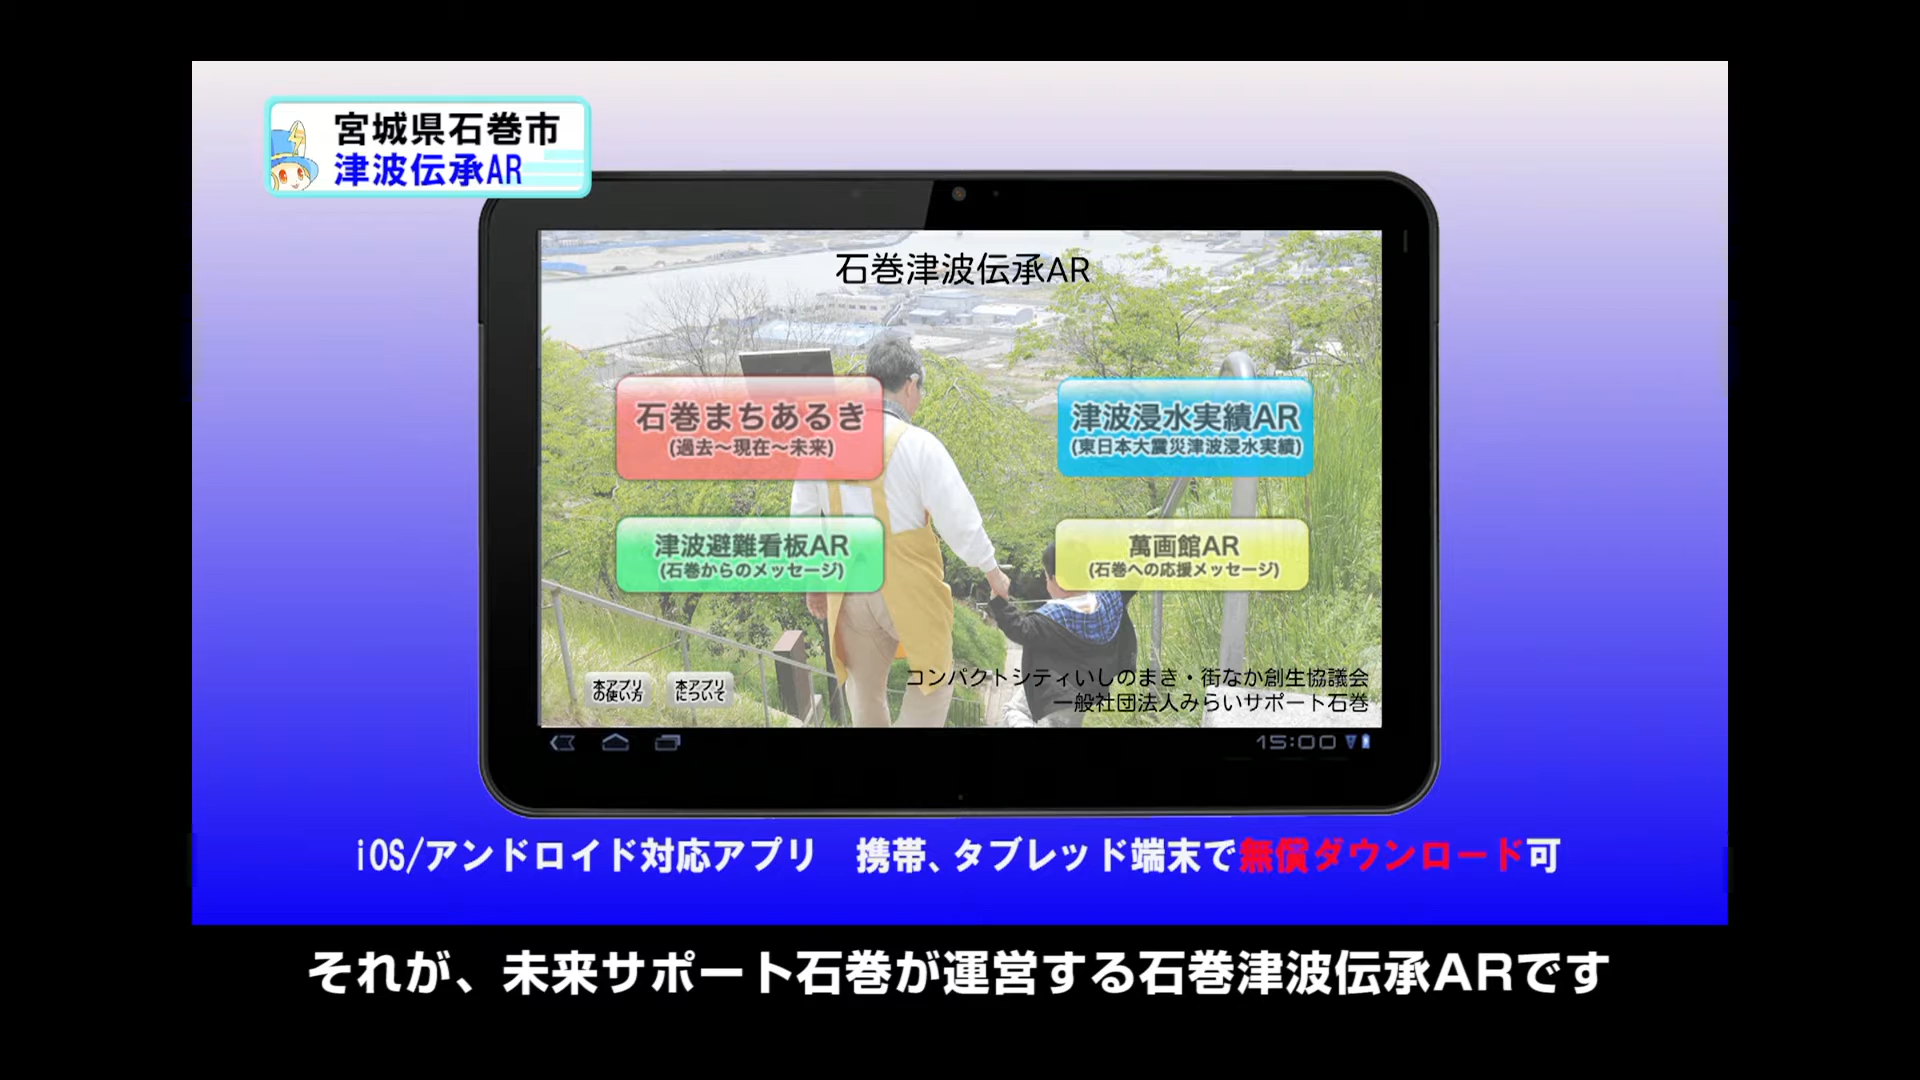 宮城県石巻市
津波伝承AR
石巻津波伝承AR
石巻まちあるき
(過去～現在～未来)
津波浸水実績AR
(東日本大震災津波浸水実績)
津波避難看板AR
(石巻からのメッセージ)
萬画館AR
(石巻への応援メッセージ)
本アプリ
の使い方
本アプリ
について
コンパクトシティいしのまき・街なか創生協議会
一般社団法人みらいサポート石巻
15:00
iOS/アンドロイド対応アプリ　携帯、タブレッド端末で無償ダウンロード可
それが、未来サポート石巻が運営する石巻津波伝承ARです